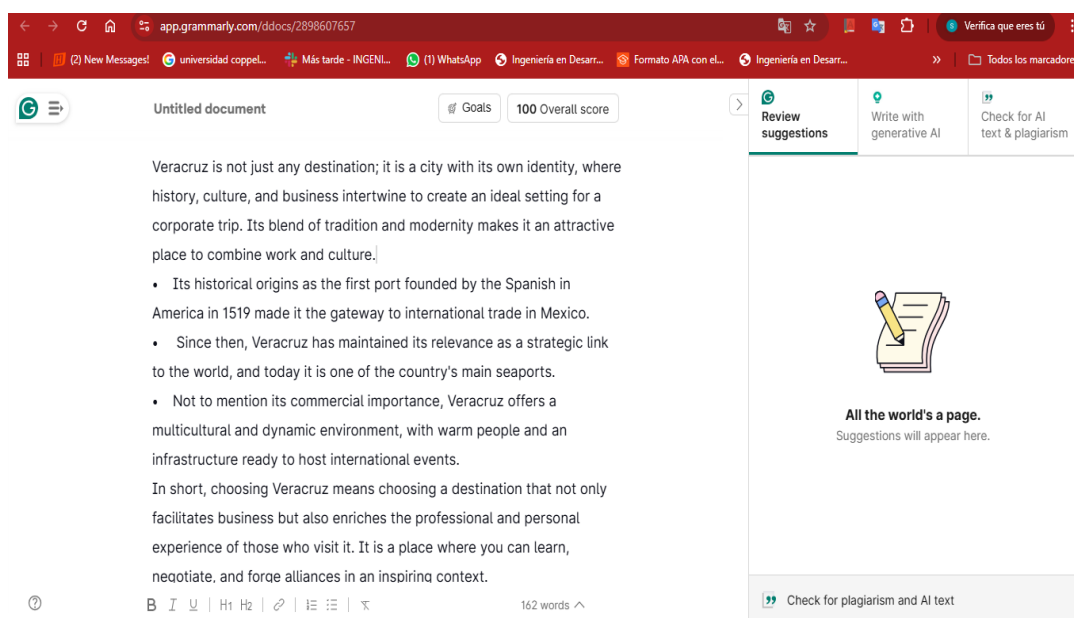 app.grammarly.com/ddocs/2898607657
S Verifica que eres tú
(2) New Messages!
universidad coppel...
Más tarde - INGENI...
(1) WhatsApp
Ingeniería en Desarr...
Formato APA con el...
Ingeniería en Desarr...
»
Todos los marcadores
Untitled document
Goals
100 Overall score
Review suggestions
Write with generative AI
Check for AI text & plagiarism
Veracruz is not just any destination; it is a city with its own identity, where
history, culture, and business intertwine to create an ideal setting for a
corporate trip. Its blend of tradition and modernity makes it an attractive
place to combine work and culture.
• Its historical origins as the first port founded by the Spanish in
America in 1519 made it the gateway to international trade in Mexico.
• Since then, Veracruz has maintained its relevance as a strategic link
to the world, and today it is one of the country's main seaports.
• Not to mention its commercial importance, Veracruz offers a
multicultural and dynamic environment, with warm people and an
infrastructure ready to host international events.
In short, choosing Veracruz means choosing a destination that not only
facilitates business but also enriches the professional and personal
experience of those who visit it. It is a place where you can learn,
negotiate, and forge alliances in an inspiring context.
All the world's a page.
Suggestions will appear here.
B I U H1 H2
162 words
Check for plagiarism and AI text